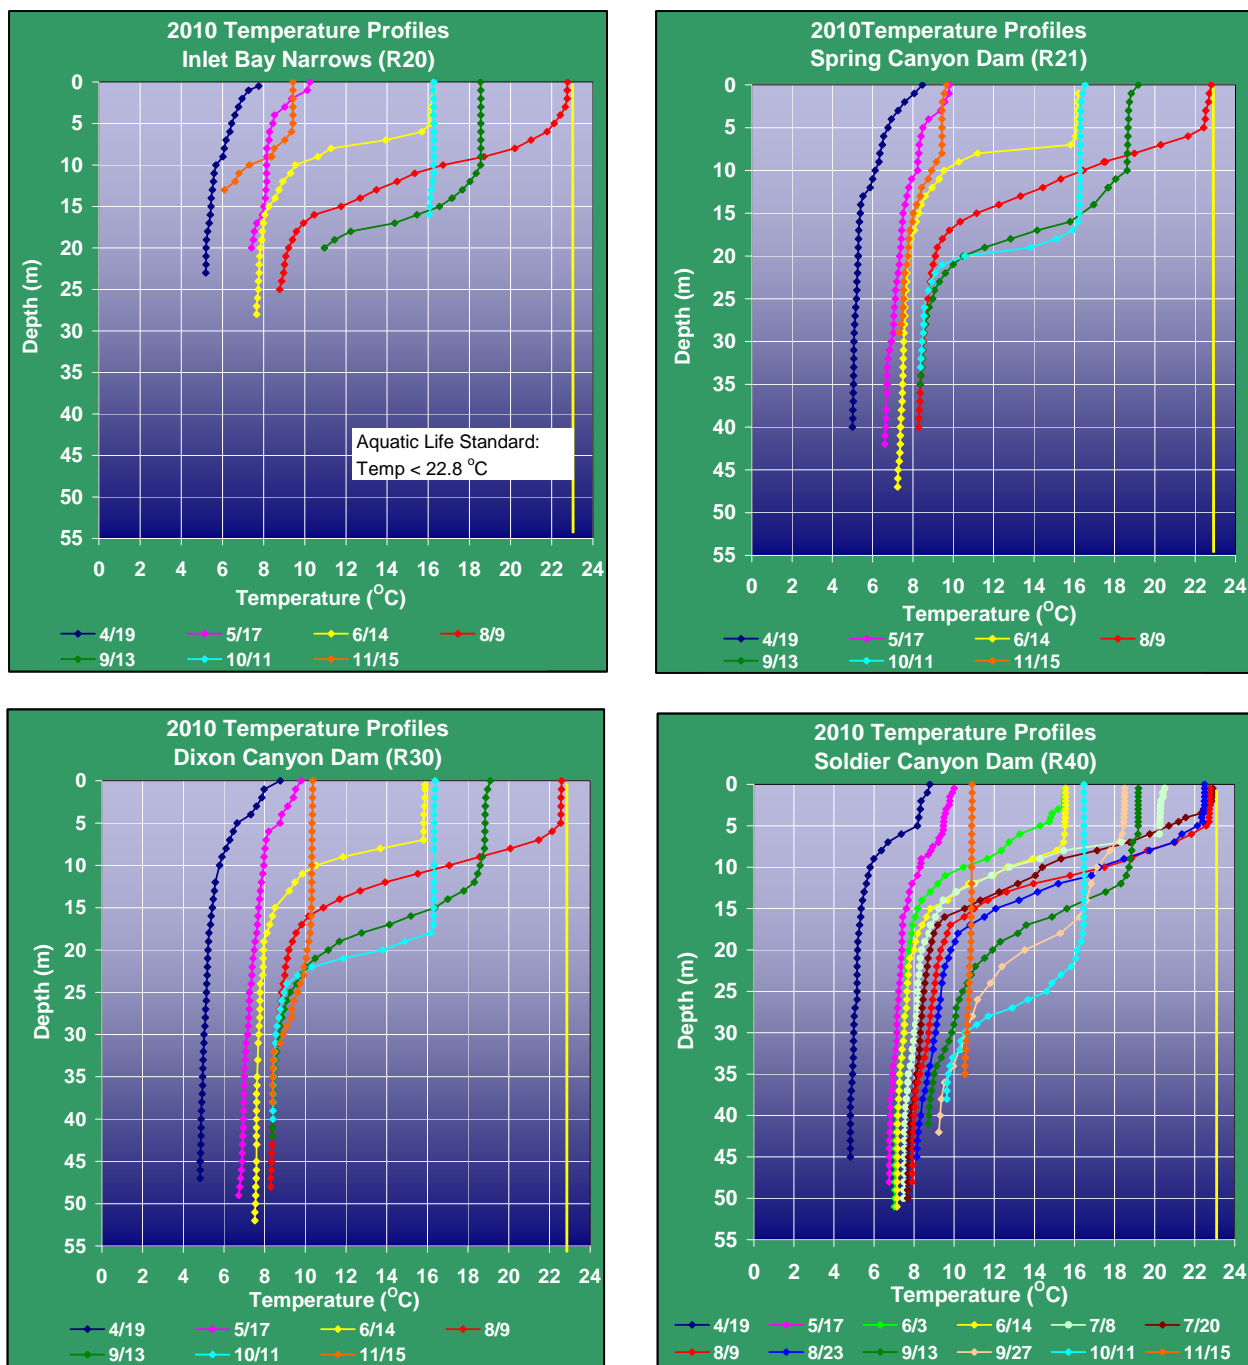 2010 Temperature Profiles
Inlet Bay Narrows (R20)
0
5
10
15
20
25
30
35
40
45
50
55
Depth (m)
Aquatic Life Standard:
Temp < 22.8 °C
0 2 4 6 8 10 12 14 16 18 20 22 24
Temperature (°C)
4/19 5/17 6/14 8/9
9/13 10/11 11/15
2010Temperature Profiles
Spring Canyon Dam (R21)
0
5
10
15
20
25
30
35
40
45
50
55
Depth (m)
0 2 4 6 8 10 12 14 16 18 20 22 24
Temperature (°C)
4/19 5/17 6/14 8/9
9/13 10/11 11/15
2010 Temperature Profiles
Dixon Canyon Dam (R30)
0
5
10
15
20
25
30
35
40
45
50
55
Depth (m)
0 2 4 6 8 10 12 14 16 18 20 22 24
Temperature (°C)
4/19 5/17 6/14 8/9
9/13 10/11 11/15
2010 Temperature Profiles
Soldier Canyon Dam (R40)
0
5
10
15
20
25
30
35
40
45
50
55
Depth (m)
0 2 4 6 8 10 12 14 16 18 20 22 24
Temperature (°C)
4/19 5/17 6/3 6/14 7/8 7/20
8/9 8/23 9/13 9/27 10/11 11/15